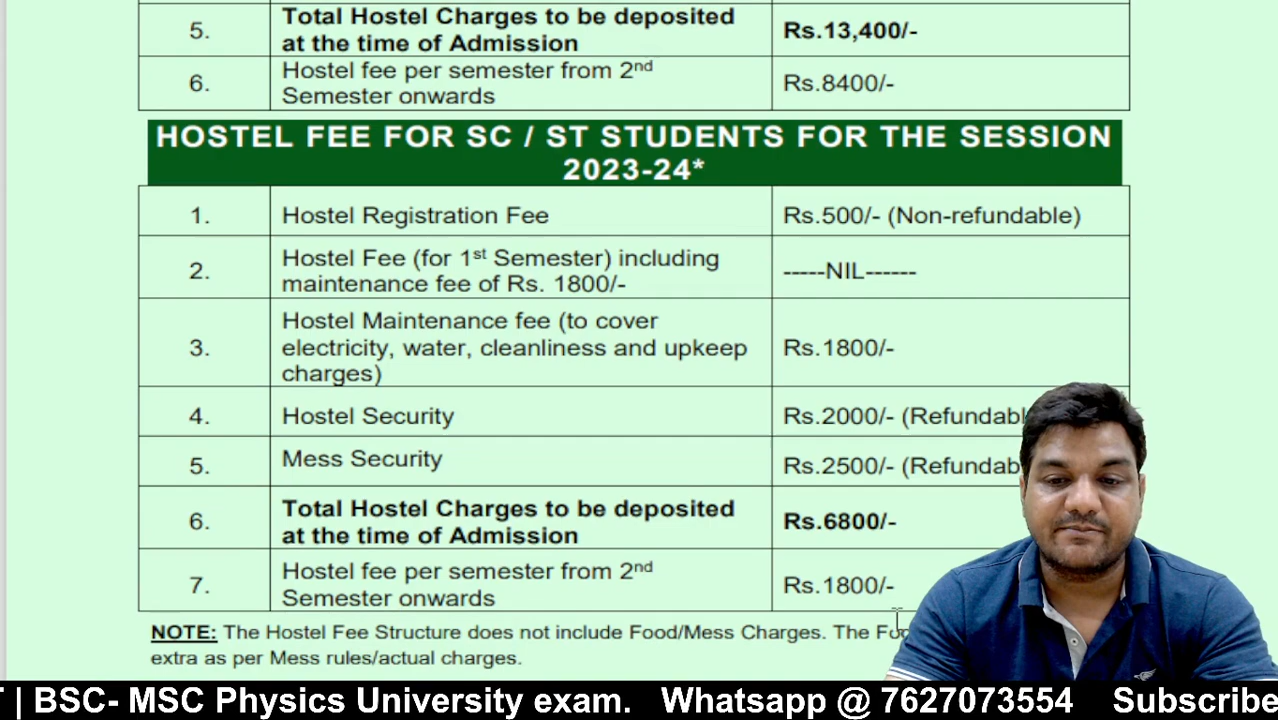 5. Total Hostel Charges to be deposited at the time of Admission Rs.13,400/-
6. Hostel fee per semester from 2nd Semester onwards Rs.8400/-
HOSTEL FEE FOR SC / ST STUDENTS FOR THE SESSION
2023-24*
1. Hostel Registration Fee Rs.500/- (Non-refundable)
2. Hostel Fee (for 1st Semester) including maintenance fee of Rs. 1800/- -----NIL------
3. Hostel Maintenance fee (to cover electricity, water, cleanliness and upkeep charges) Rs.1800/-
4. Hostel Security Rs.2000/-
5. Mess Security Rs.2500/-
6. Total Hostel Charges to be deposited at the time of Admission Rs.6800/-
7. Hostel fee per semester from 2nd Semester onwards Rs.1800/-
NOTE: The Hostel Fee Structure does not include Food/Mess Charges. The
extra as per Mess rules/actual charges.
| BSC- MSC Physics University exam. Whatsapp @ 7627073554 Subscribe